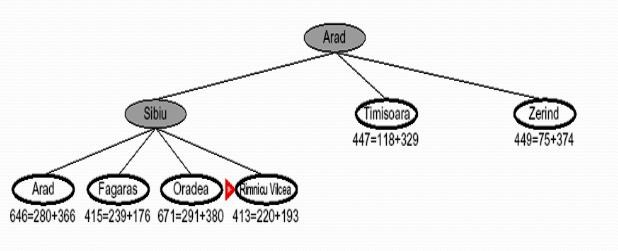 Arad
Sibiu
Timisoara
Zerind
447=118+329
449=75+374
Arad
Fagaras
Oradea
Rimnicu Vilcea
646=280+366
415=239+176
671=291+380
413=220+193